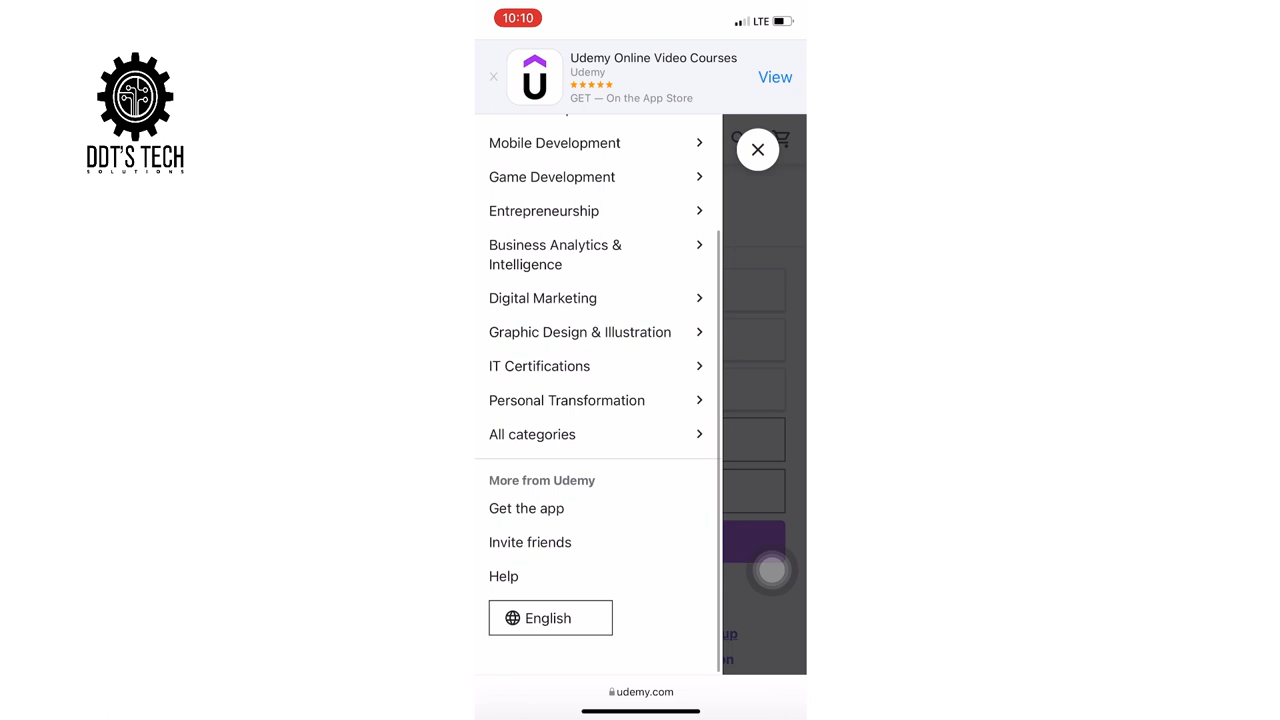 10:10
LTE
DDT'S TECH
SOLUTIONS
Udemy Online Video Courses
Udemy
GET — On the App Store
View
U
Mobile Development
Game Development
Entrepreneurship
Business Analytics &
Intelligence
Digital Marketing
Graphic Design & Illustration
IT Certifications
Personal Transformation
All categories
More from Udemy
Get the app
Invite friends
Help
English
up
udemy.com